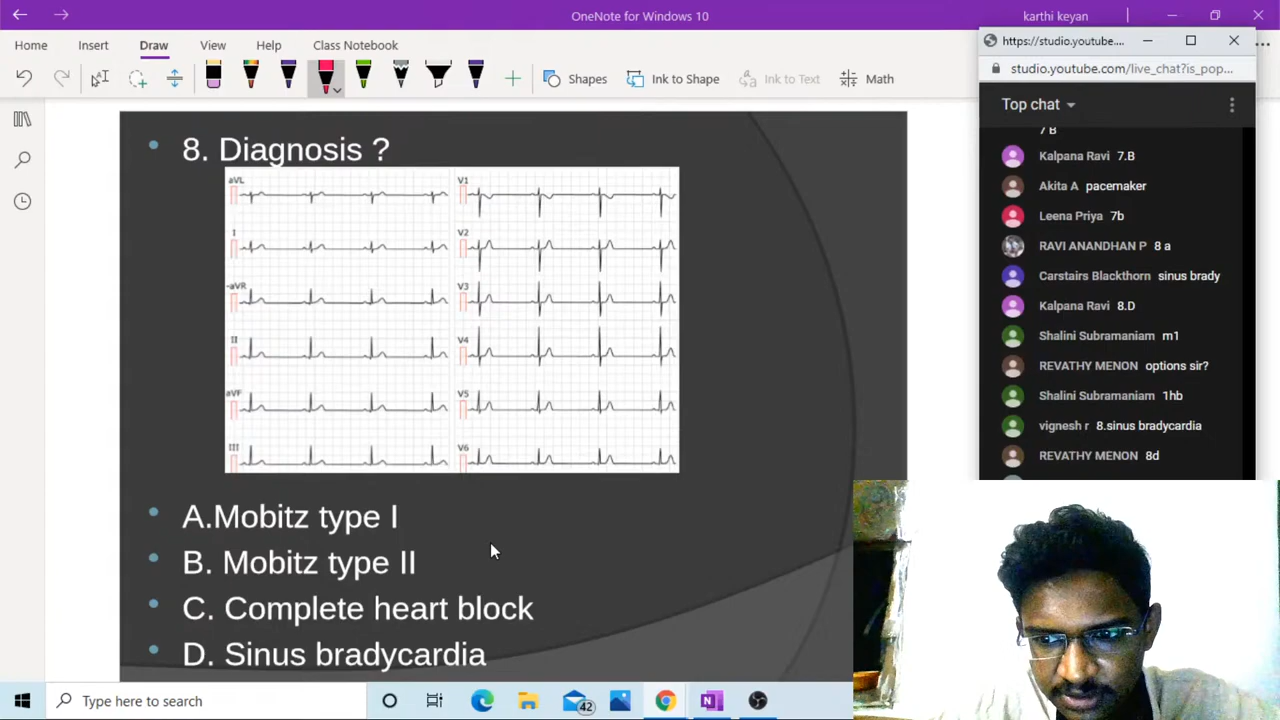 OneNote for Windows 10
karthi keyan
Home Insert Draw View Help Class Notebook
Shapes Ink to Shape Ink to Text Math
8. Diagnosis ?
aVL
I
-aVR
II
aVF
III
V1
V2
V3
V4
V5
V6
A.Mobitz type I
B. Mobitz type II
C. Complete heart block
D. Sinus bradycardia
https://studio.youtube....
studio.youtube.com/live_chat?is_pop...
Top chat
7 B
Kalpana Ravi 7.B
Akita A pacemaker
Leena Priya 7b
RAVI ANANDHAN P 8 a
Carstairs Blackthorn sinus brady
Kalpana Ravi 8.D
Shalini Subramaniam m1
REVATHY MENON options sir?
Shalini Subramaniam 1hb
vignesh r 8.sinus bradycardia
REVATHY MENON 8d
Type here to search
42